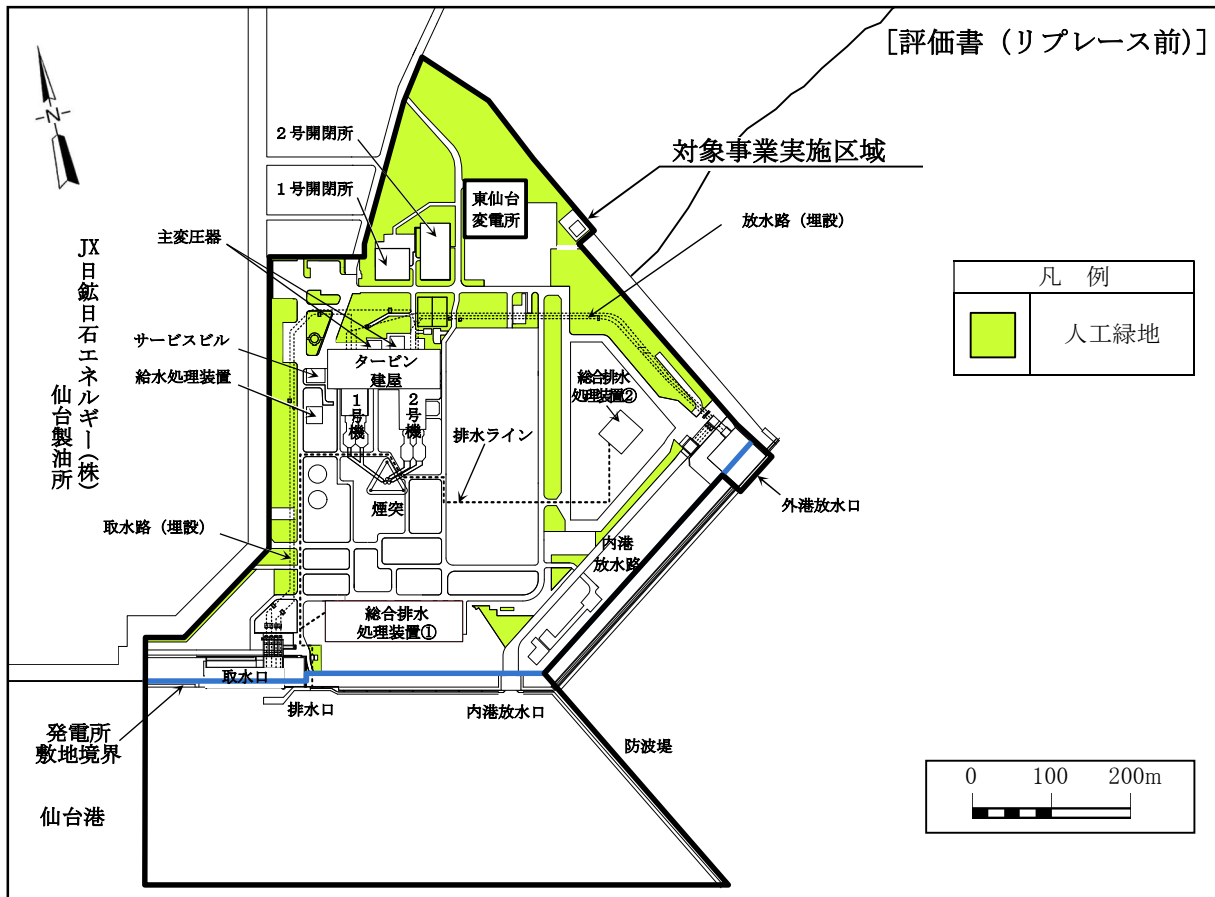 [評価書（リプレース前）]
N
2号開閉所
対象事業実施区域
1号開閉所
東仙台
変電所
放水路（埋設）
主変圧器
JX
日鉱日石エネルギー（株）
仙台製油所
凡　例
人工緑地
サービスビル
タービン
建屋
給水処理装置
1号機
2号機
総合排水
処理装置②
排水ライン
煙突
外港放水口
取水路（埋設）
内港
放水路
総合排水
処理装置①
取水口
排水口
内港放水口
発電所
敷地境界
防波堤
仙台港
0　100　200m